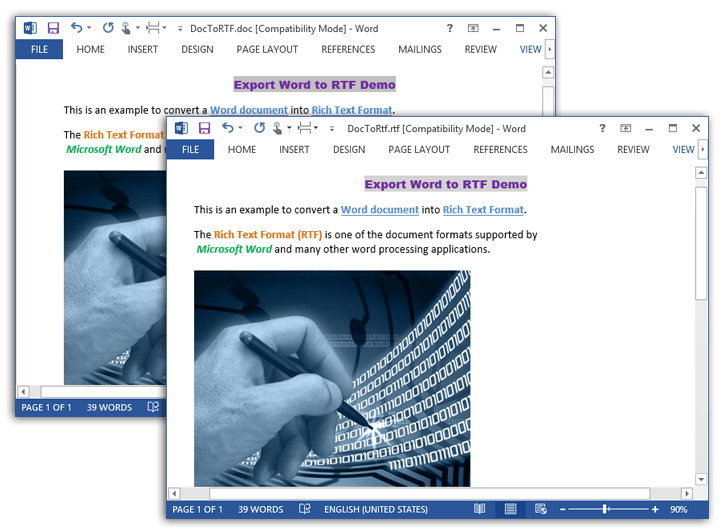 DocToRTF.doc [Compatibility Mode] - Word
FILE HOME INSERT DESIGN PAGE LAYOUT REFERENCES MAILINGS REVIEW VIEW
Export Word to RTF Demo
This is an example to convert a Word document into Rich Text Format.
The Rich Text Format
Microsoft Word and
PAGE 1 OF 1 39 WORDS
DocToRtf.rtf [Compatibility Mode] - Word
FILE HOME INSERT DESIGN PAGE LAYOUT REFERENCES MAILINGS REVIEW VIEW
Export Word to RTF Demo
This is an example to convert a Word document into Rich Text Format.
The Rich Text Format (RTF) is one of the document formats supported by
Microsoft Word and many other word processing applications.
PAGE 1 OF 1 39 WORDS ENGLISH (UNITED STATES) 90%